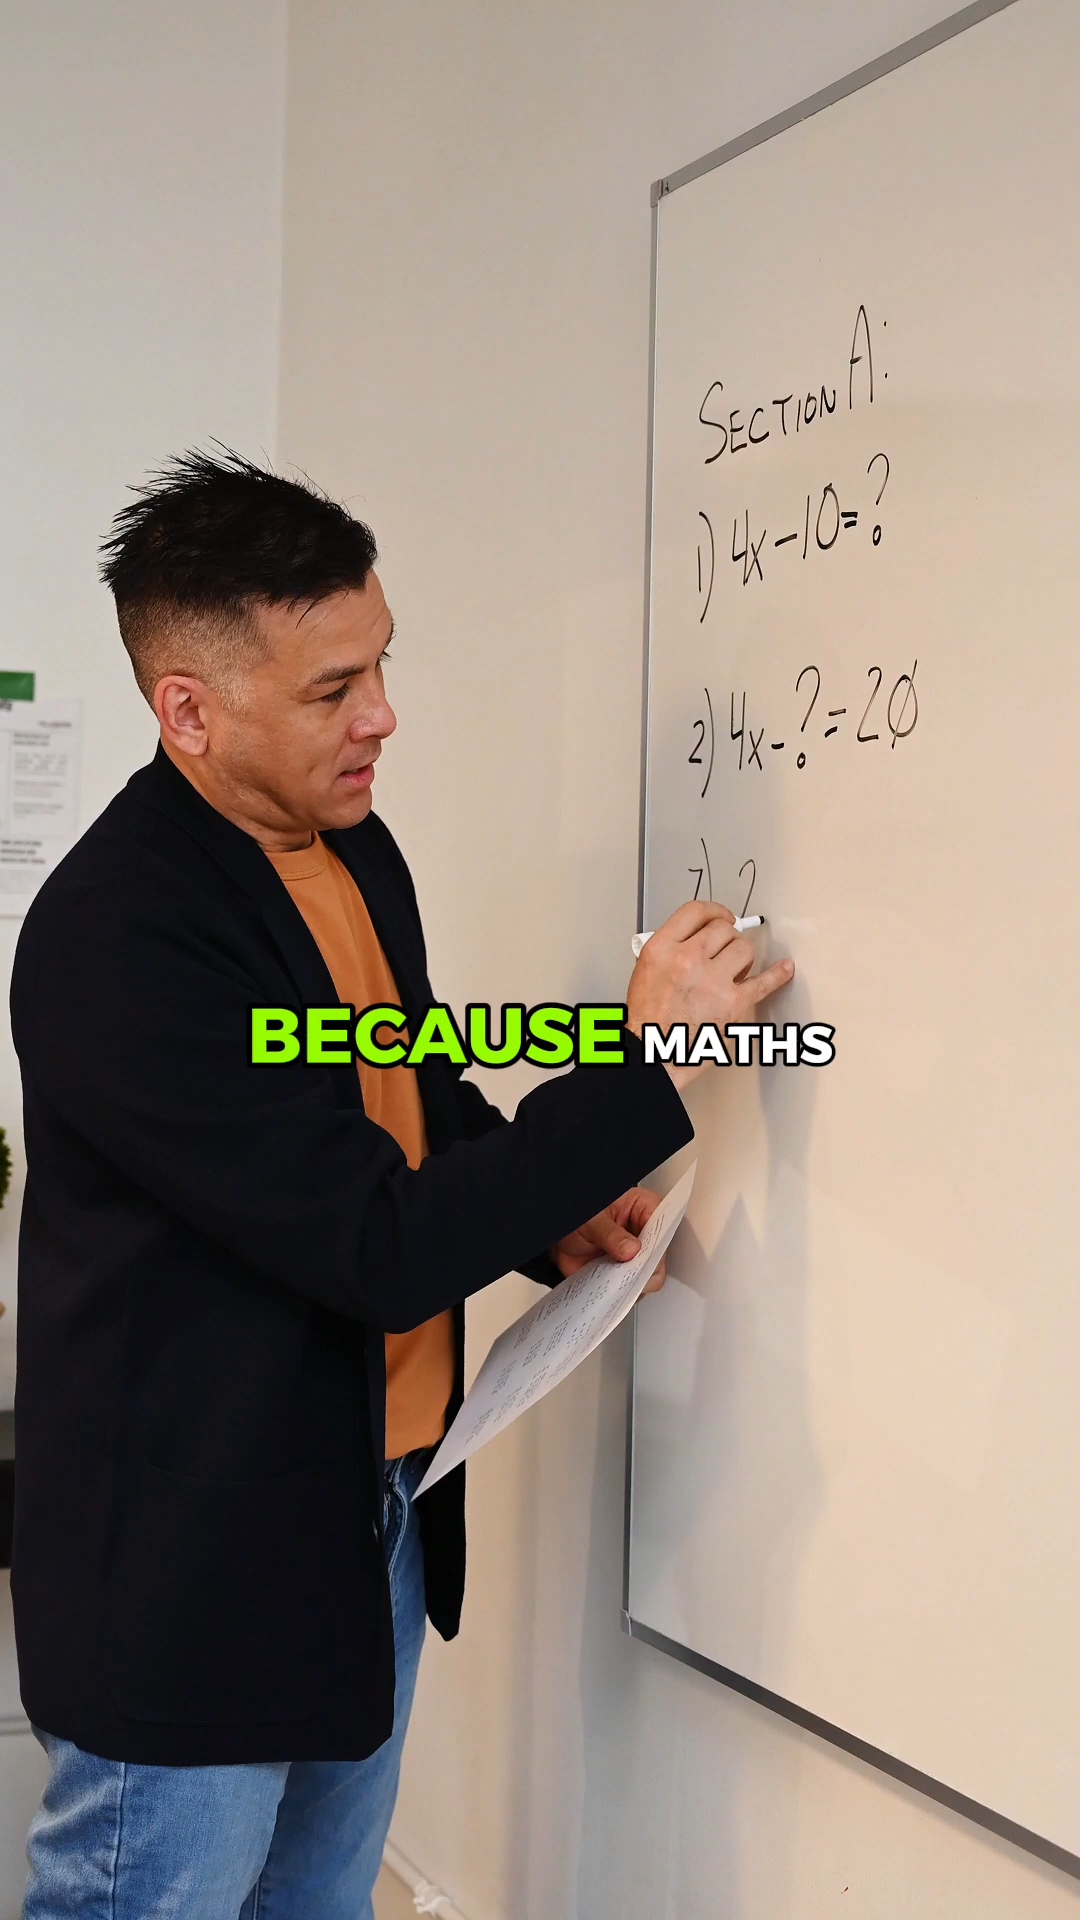 SECTION A:
1) 4x-10=?
2) 4x-?=20
BECAUSE MATHS